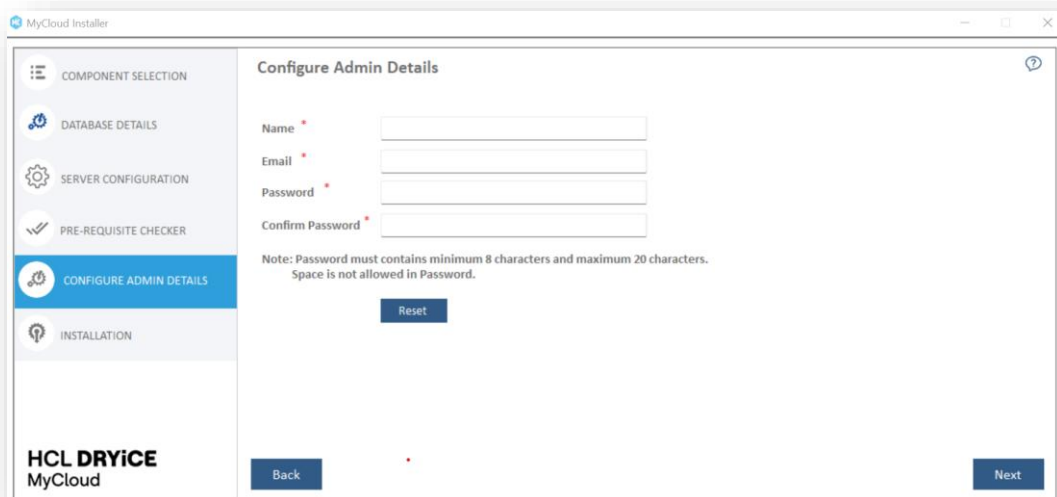 MyCloud Installer
COMPONENT SELECTION
DATABASE DETAILS
SERVER CONFIGURATION
PRE-REQUISITE CHECKER
CONFIGURE ADMIN DETAILS
INSTALLATION
HCL DRYiCE
MyCloud
Configure Admin Details
?
Name *
Email *
Password *
Confirm Password *
Note: Password must contains minimum 8 characters and maximum 20 characters.
Space is not allowed in Password.
Reset
Back
Next